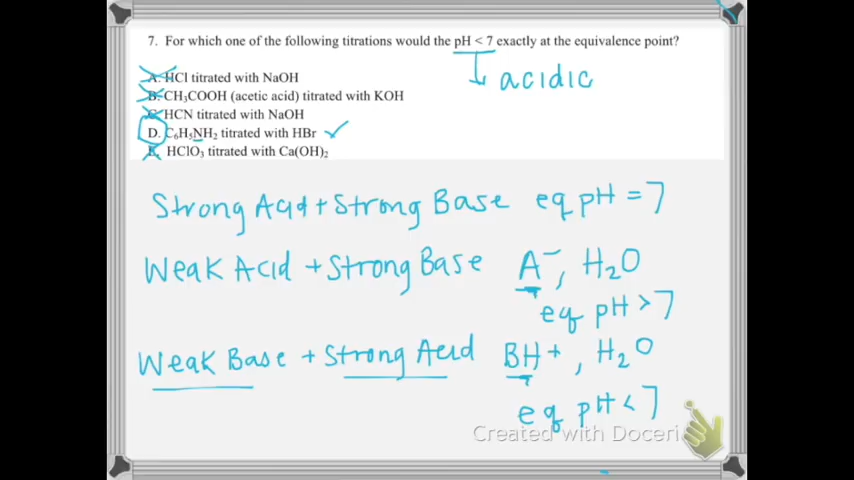 7. For which one of the following titrations would the pH < 7 exactly at the equivalence point?
acidic
A. HCl titrated with NaOH
B. CH₃COOH (acetic acid) titrated with KOH
C. HCN titrated with NaOH
D. C₆H₅NH₂ titrated with HBr ✓
E. HClO₃ titrated with Ca(OH)₂
Strong Acid + Strong Base eq pH = 7
Weak Acid + Strong Base A⁻, H₂O
eq pH > 7
Weak Base + Strong Acid BH+, H₂O
eq pH < 7
Created with Doceri